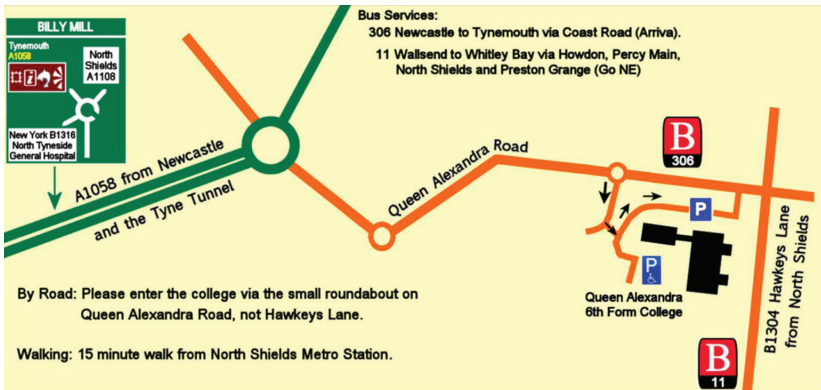 BILLY MILL
Tynemouth
A1058
North
Shields
A1108
New York B1316
North Tyneside
General Hospital
Bus Services:
306 Newcastle to Tynemouth via Coast Road (Arriva).
11 Wallsend to Whitley Bay via Howdon, Percy Main,
North Shields and Preston Grange (Go NE)
A1058 from Newcastle
and the Tyne Tunnel
Queen Alexandra Road
B
306
P
P
Queen Alexandra
6th Form College
B1304 Hawkeys Lane
from North Shields
B
11
By Road: Please enter the college via the small roundabout on
Queen Alexandra Road, not Hawkeys Lane.
Walking: 15 minute walk from North Shields Metro Station.